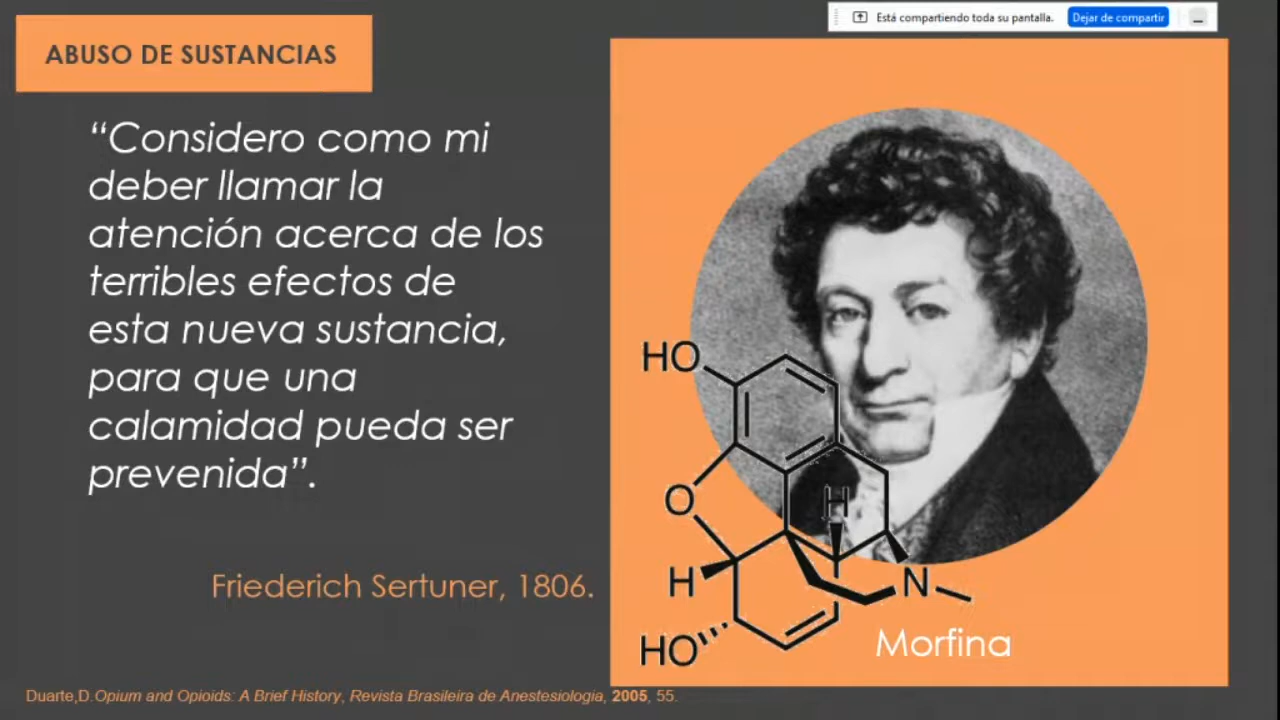 Está compartiendo toda su pantalla.
Dejar de compartir
ABUSO DE SUSTANCIAS
“Considero como mi
deber llamar la
atención acerca de los
terribles efectos de
esta nueva sustancia,
para que una
calamidad pueda ser
prevenida”.
Friederich Sertuner, 1806.
HO
O
H
H
N
HO
Morfina
Duarte,D.Opium and Opioids: A Brief History, Revista Brasileira de Anestesiologia, 2005, 55.